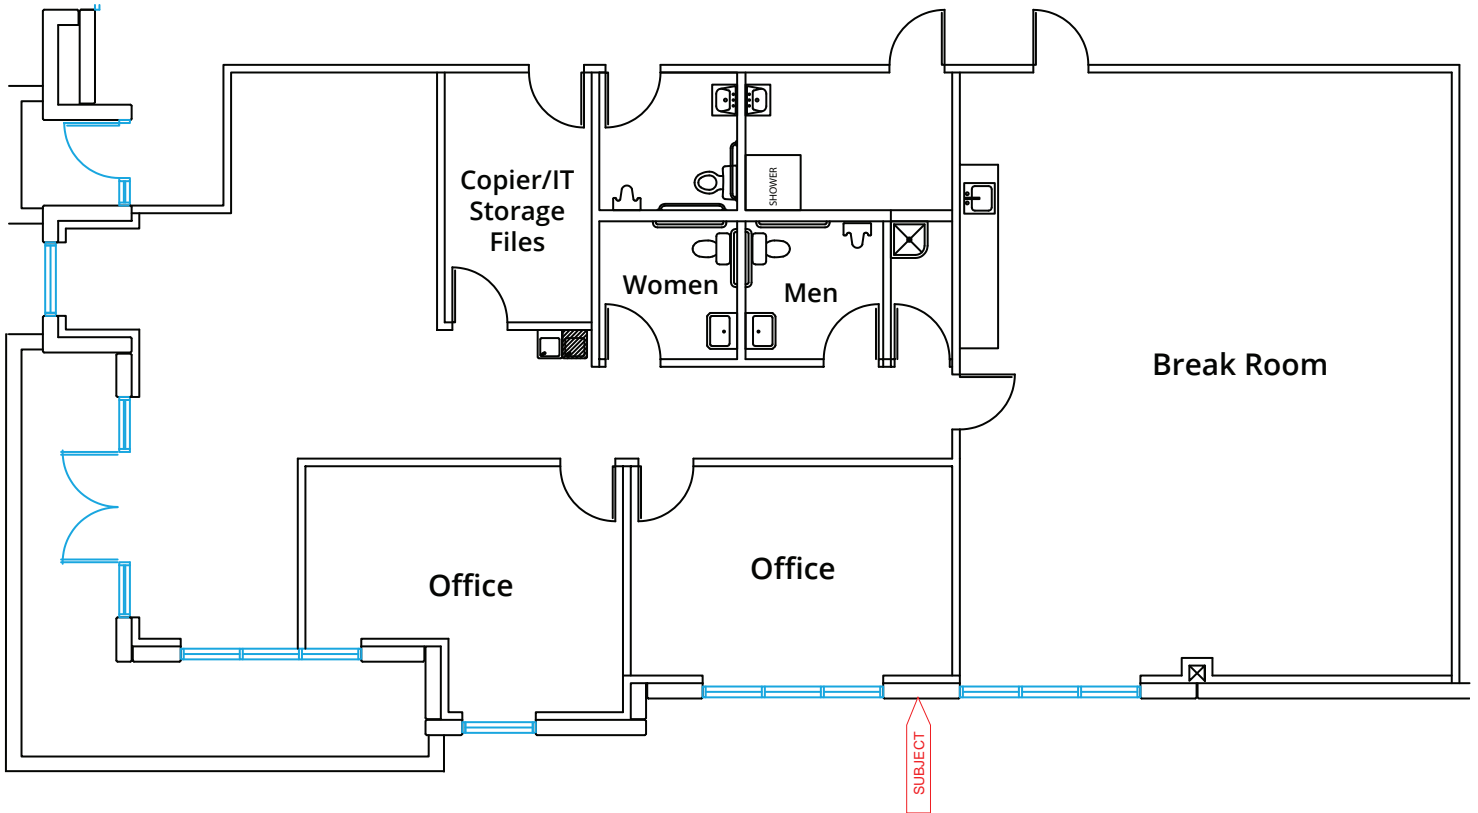 Copier/IT
Storage
Files
SHOWER
Women
Men
Break Room
Office
Office
SUBJECT